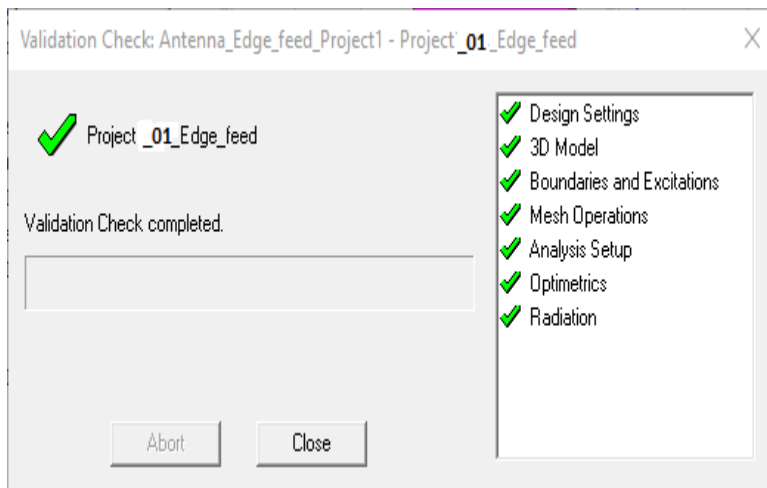 Validation Check: Antenna_Edge_feed_Project1 - Project _01_Edge_feed
Project _01_Edge_feed
Validation Check completed.
Abort
Close
Design Settings
3D Model
Boundaries and Excitations
Mesh Operations
Analysis Setup
Optimetrics
Radiation